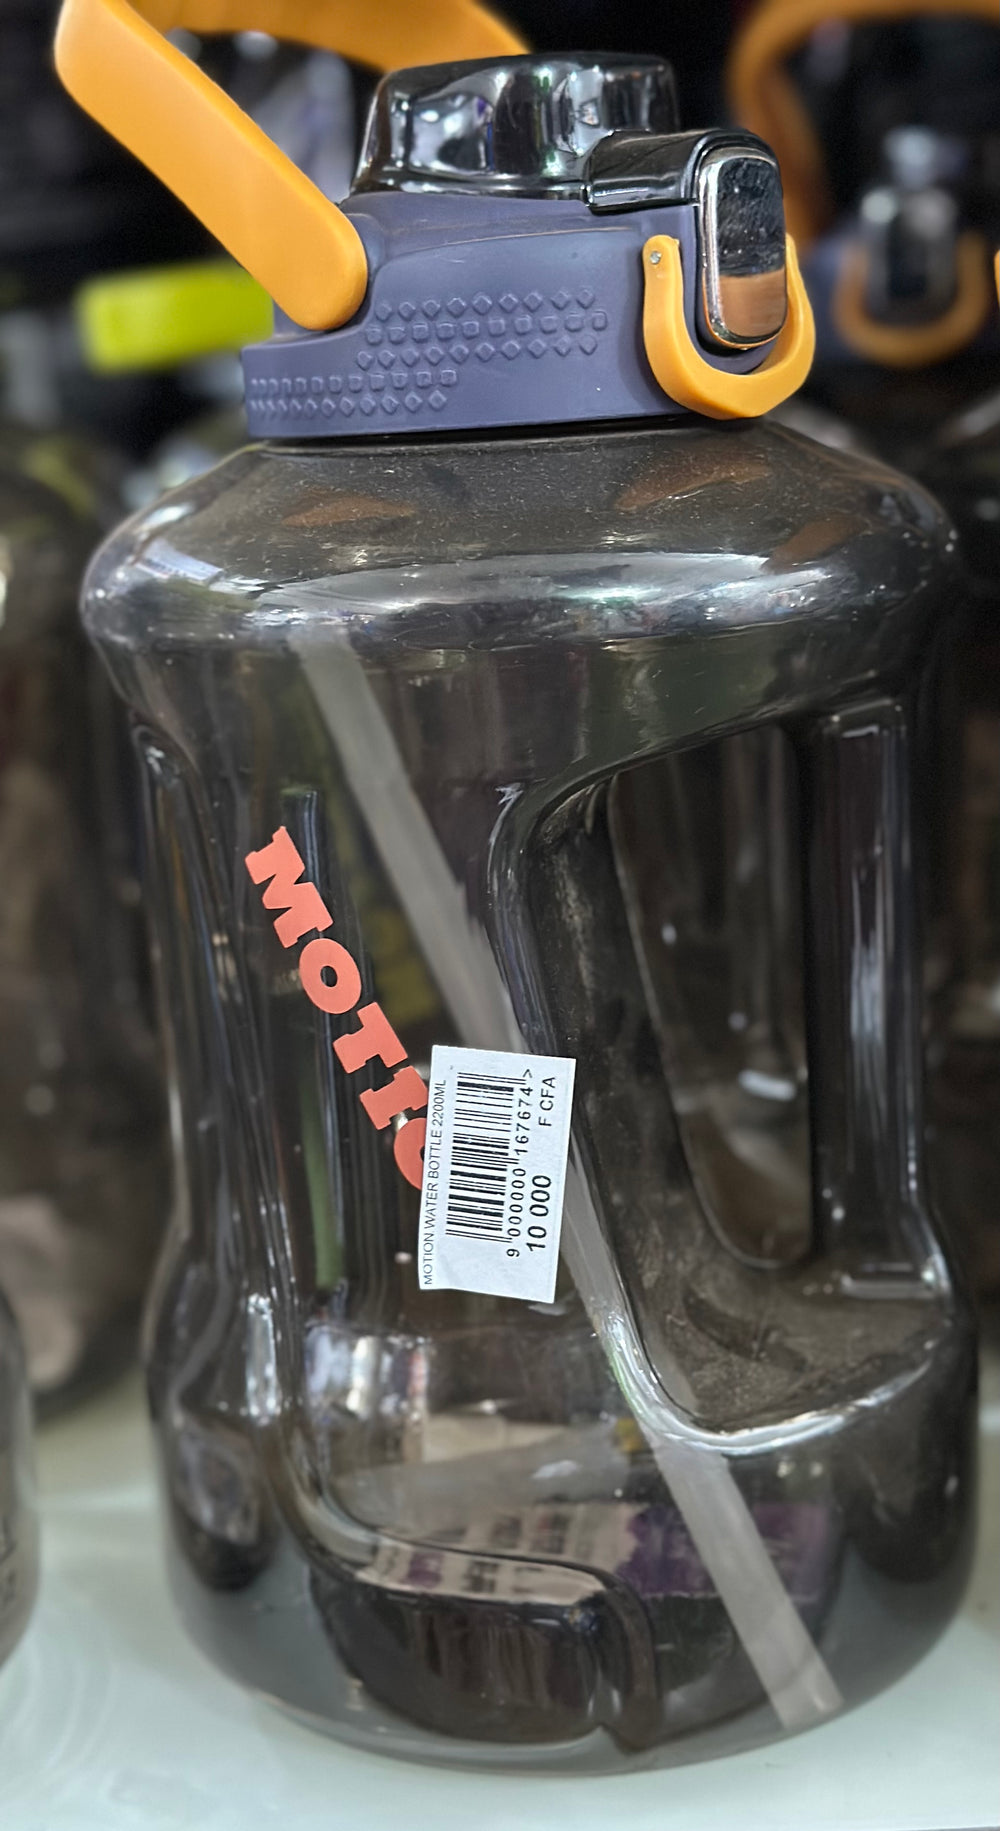 MOTIO
MOTION WATER BOTTLE 2200ML
9 000000 167674 >
10 000 F CFA